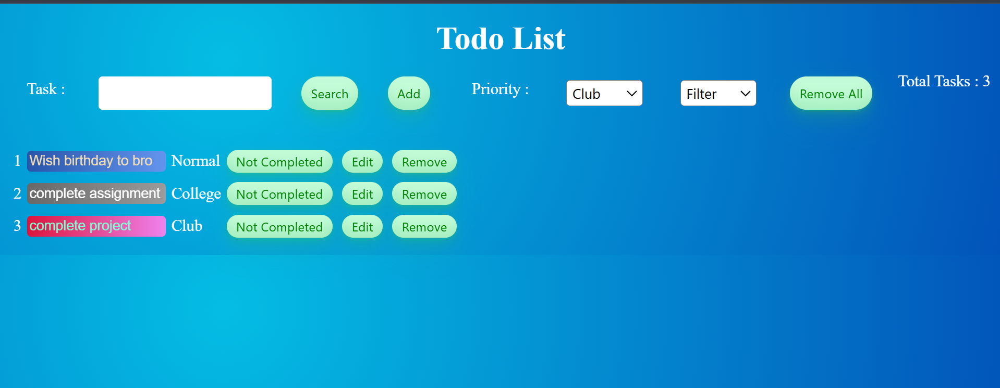 Todo List
Task : Search Add Priority : Club Filter Remove All Total Tasks : 3
1 Wish birthday to bro Normal Not Completed Edit Remove
2 complete assignment College Not Completed Edit Remove
3 complete project Club Not Completed Edit Remove